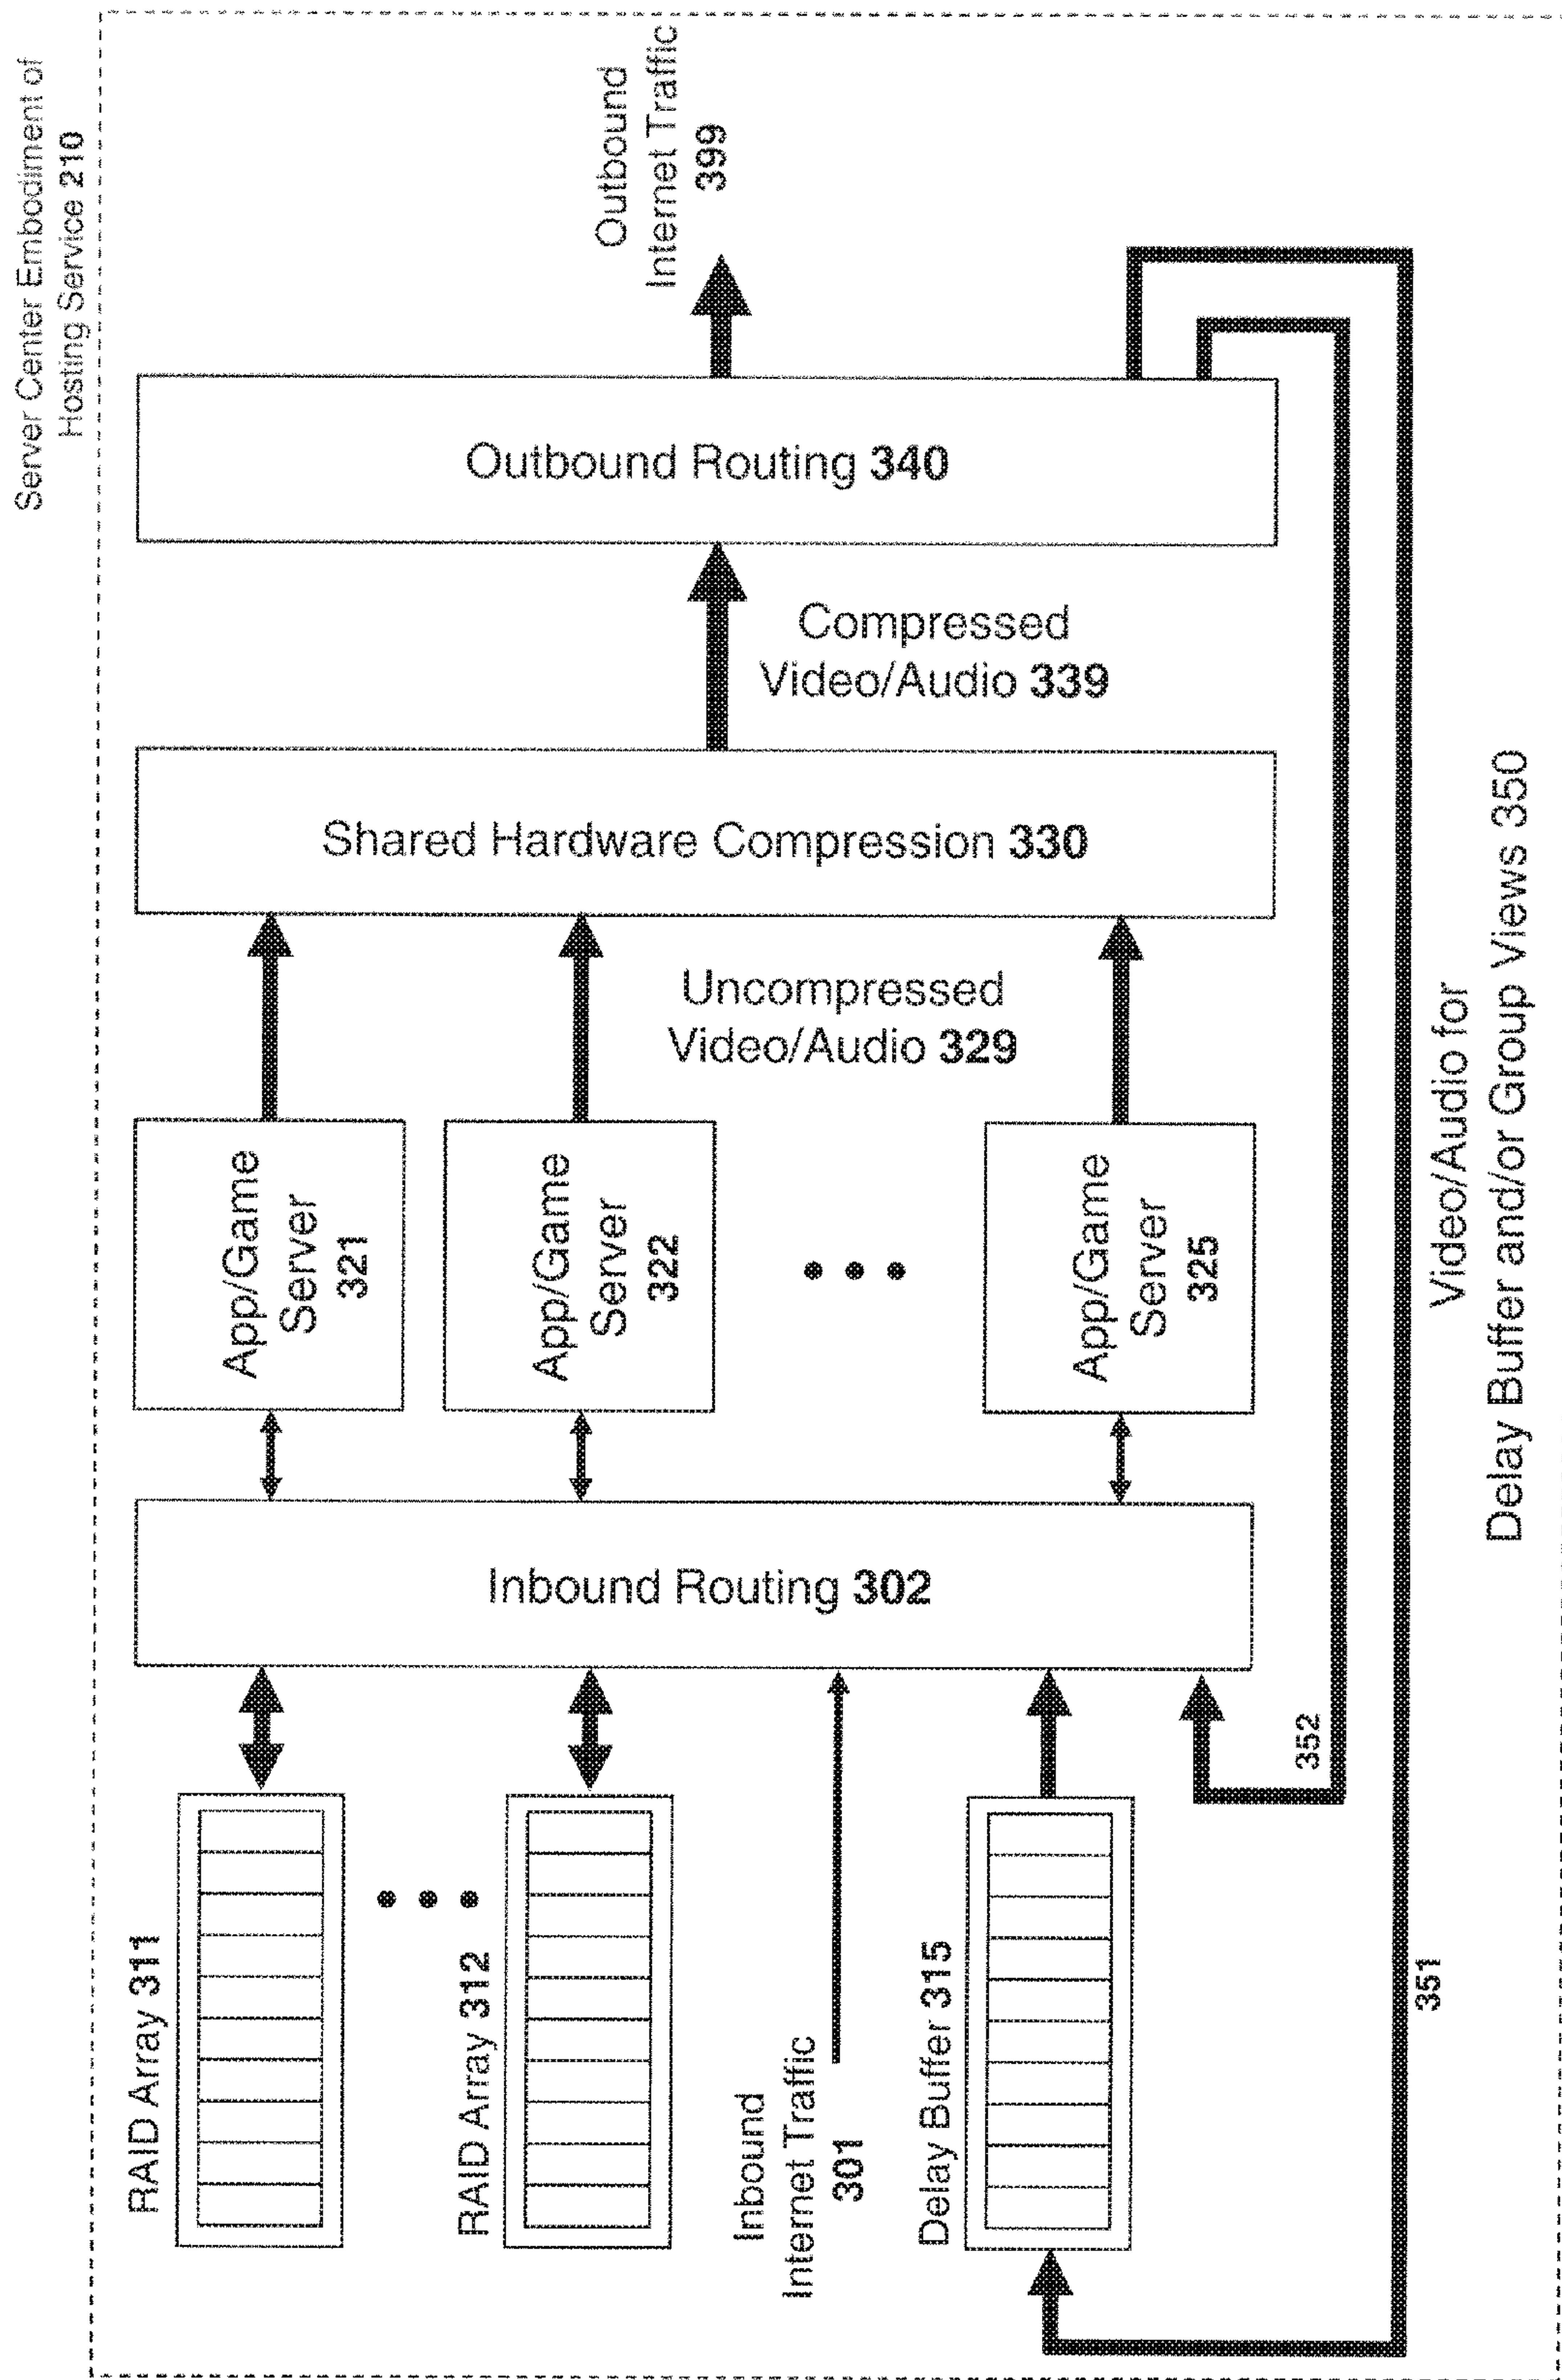 Server Center Embodiment of
Hosting Service 210
RAID Array 311
RAID Array 312
Inbound
Internet Traffic
301
Delay Buffer 315
Inbound Routing 302
App/Game
Server
321
App/Game
Server
322
App/Game
Server
325
Uncompressed
Video/Audio 329
Shared Hardware Compression 330
Compressed
Video/Audio 339
Outbound Routing 340
Outbound
Internet Traffic
399
352
351
Video/Audio for
Delay Buffer and/or Group Views 350